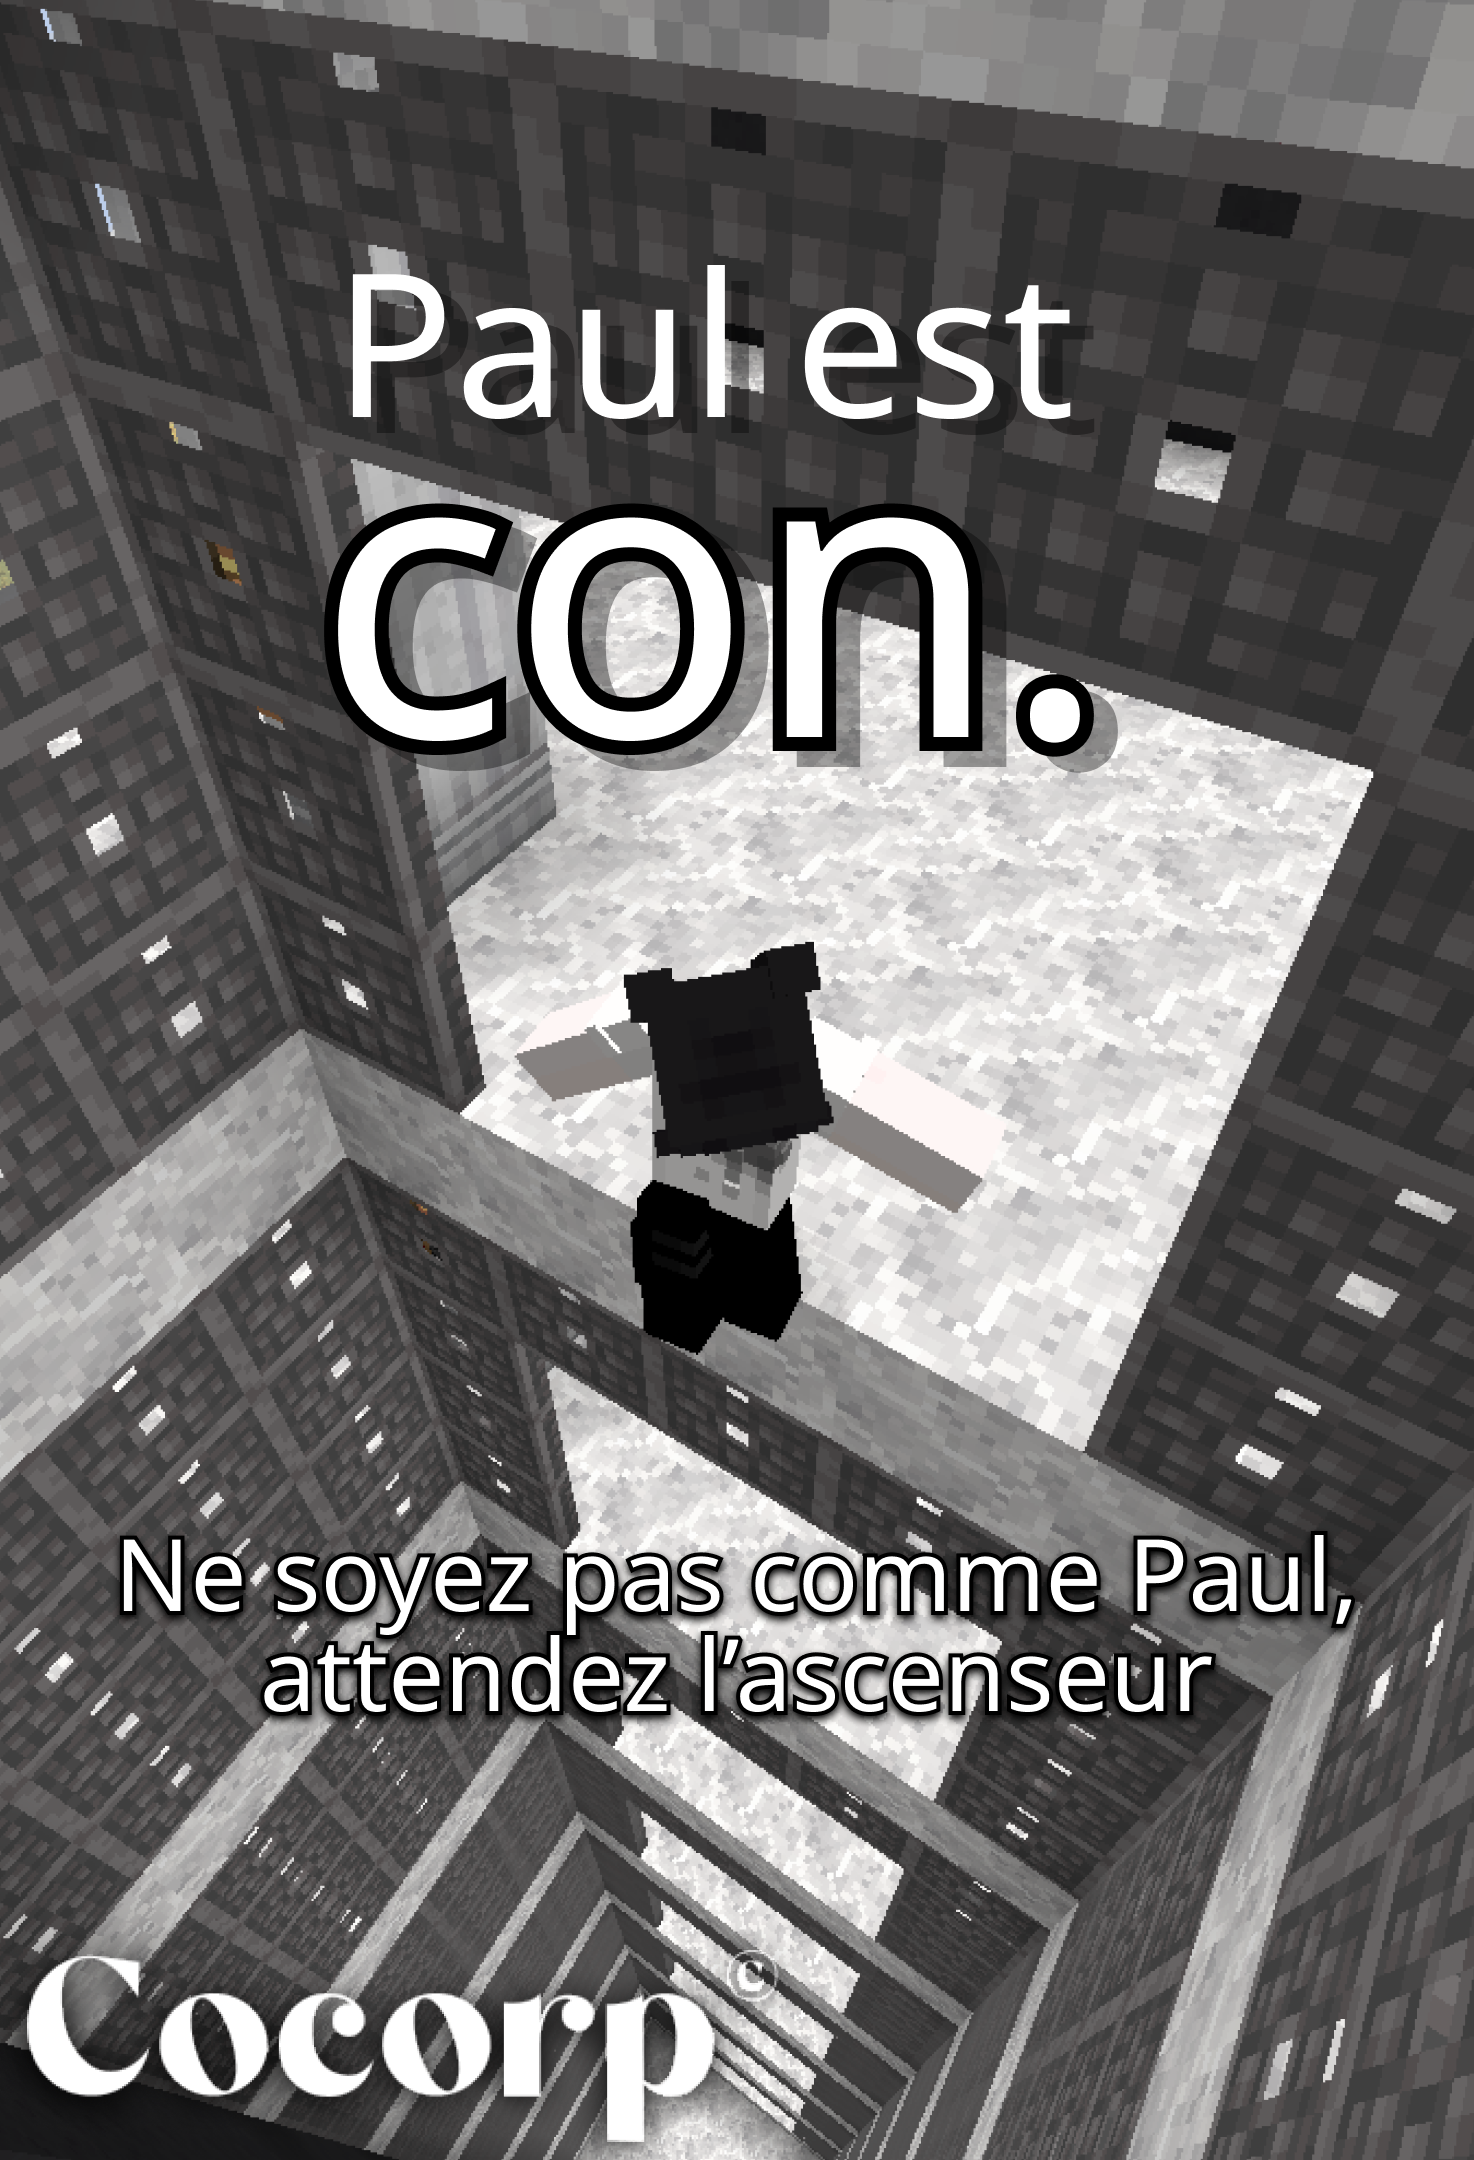 Paul est
con.
Ne soyez pas comme Paul,
attendez l’ascenseur
Cocorp©